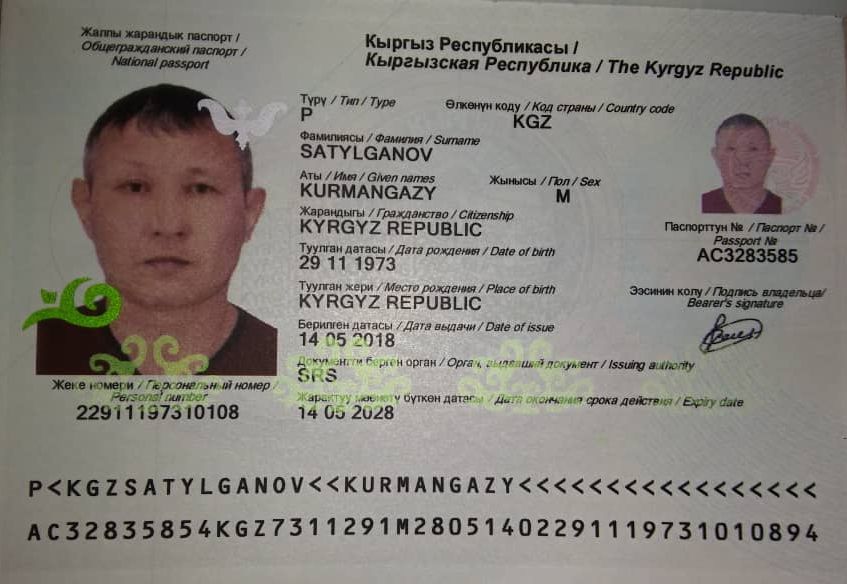 Жалпы жарандык паспорт /
Общегражданский паспорт /
National passport
Кыргыз Республикасы /
Кыргызская Республика / The Kyrgyz Republic
Түрү / Тип / Type
P
Өлкөнүн коду / Код страны / Country code
KGZ
Фамилиясы / Фамилия / Surname
SATYLGANOV
Аты / Имя / Given names
KURMANGAZY
Жынысы / Пол / Sex
M
Жарандыгы / Гражданство / Citizenship
KYRGYZ REPUBLIC
Паспорттун № / Паспорт № /
Passport №
AC3283585
Туулган датасы / Дата рождения / Date of birth
29 11 1973
Туулган жери / Место рождения / Place of birth
KYRGYZ REPUBLIC
Ээсинин колу / Подпись владельца/
Bearer's signature
Берилген датасы / Дата выдачи / Date of issue
14 05 2018
Документти берген орган / Орган, выдавший документ / Issuing authority
SRS
Жеке номери / Персональный номер /
Personal number
22911197310108
Жарактуу мөөнөтү бүткөн датасы / Дата окончания срока действия / Expiry date
14 05 2028
P<KGZSATYLGANOV<<KURMANGAZY<<<<<<<<<<<<<<<<<
AC32835854KGZ7311291M28051402291119731010894